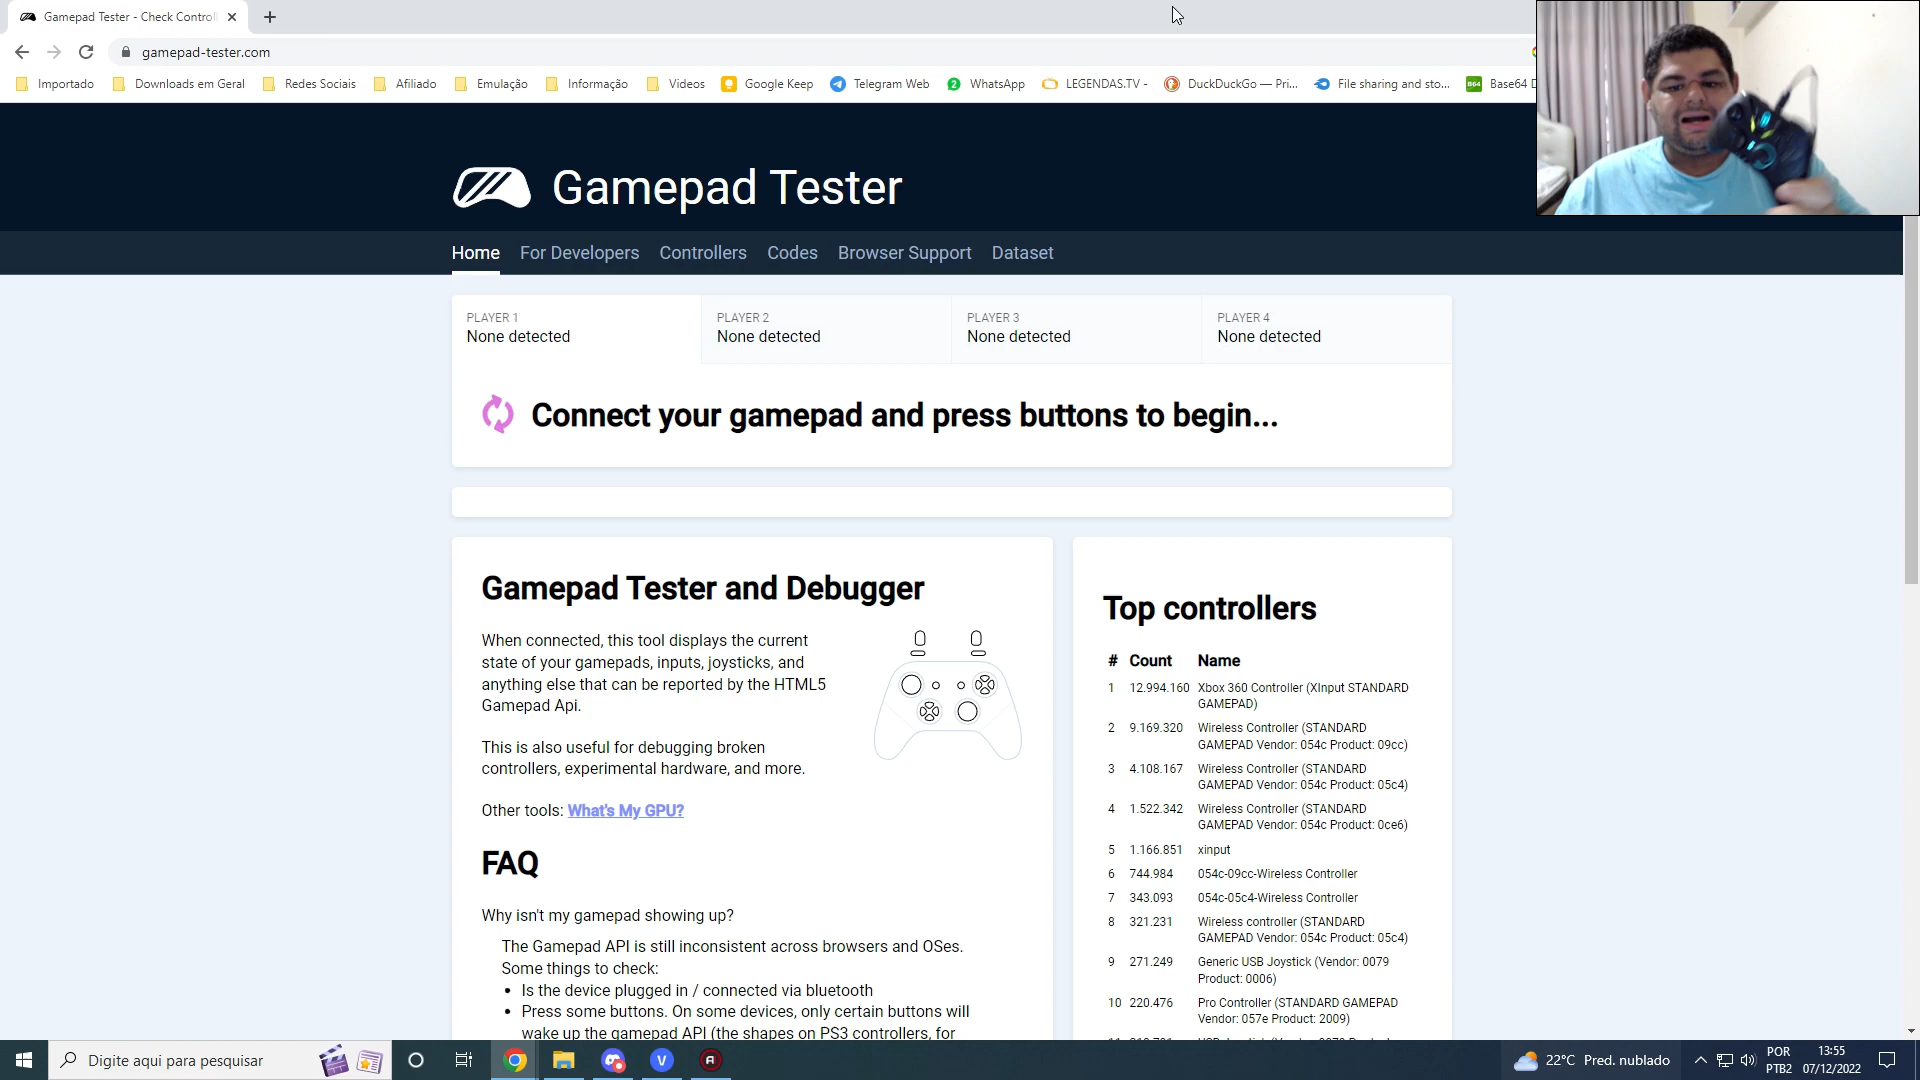 Gamepad Tester - Check Control
gamepad-tester.com
Importado Downloads em Geral Redes Sociais Afiliado Emulação Informação Videos Google Keep Telegram Web 2 WhatsApp LEGENDAS.TV - DuckDuckGo — Pri... File sharing and sto... B64 Base64 D
Gamepad Tester
Home For Developers Controllers Codes Browser Support Dataset
PLAYER 1
None detected
PLAYER 2
None detected
PLAYER 3
None detected
PLAYER 4
None detected
Connect your gamepad and press buttons to begin...
Gamepad Tester and Debugger
When connected, this tool displays the current
state of your gamepads, inputs, joysticks, and
anything else that can be reported by the HTML5
Gamepad Api.
This is also useful for debugging broken
controllers, experimental hardware, and more.
Other tools: What's My GPU?
FAQ
Why isn't my gamepad showing up?
The Gamepad API is still inconsistent across browsers and OSes.
Some things to check:
• Is the device plugged in / connected via bluetooth
• Press some buttons. On some devices, only certain buttons will
wake up the gamepad API (the shapes on PS3 controllers, for
Top controllers
# Count Name
1 12.994.160 Xbox 360 Controller (XInput STANDARD
GAMEPAD)
2 9.169.320 Wireless Controller (STANDARD
GAMEPAD Vendor: 054c Product: 09cc)
3 4.108.167 Wireless Controller (STANDARD
GAMEPAD Vendor: 054c Product: 05c4)
4 1.522.342 Wireless Controller (STANDARD
GAMEPAD Vendor: 054c Product: 0ce6)
5 1.166.851 xinput
6 744.984 054c-09cc-Wireless Controller
7 343.093 054c-05c4-Wireless Controller
8 321.231 Wireless controller (STANDARD
GAMEPAD Vendor: 054c Product: 05c4)
9 271.249 Generic USB Joystick (Vendor: 0079
Product: 0006)
10 220.476 Pro Controller (STANDARD GAMEPAD
Vendor: 057e Product: 2009)
Digite aqui para pesquisar
V
22°C Pred. nublado
POR
PTB2
13:55
07/12/2022